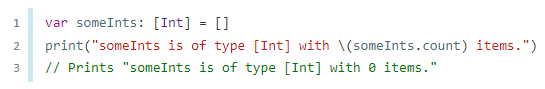 1 var someInts: [Int] = []
2 print("someInts is of type [Int] with \(someInts.count) items.")
3 // Prints "someInts is of type [Int] with 0 items."